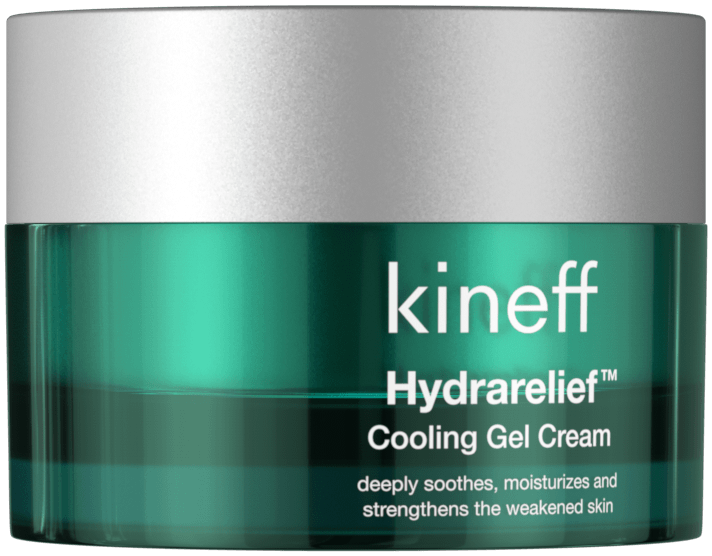 kineff
Hydrarelief™
Cooling Gel Cream
deeply soothes, moisturizes and
strengthens the weakened skin